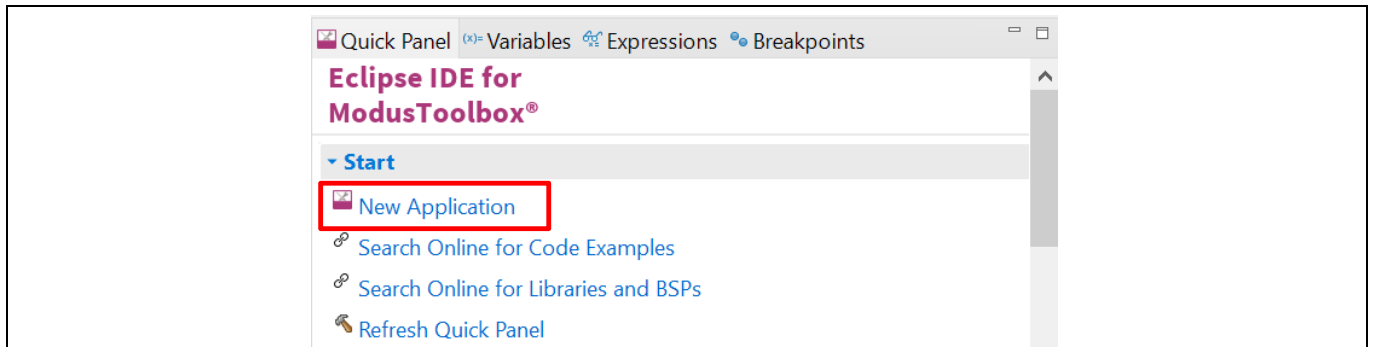 Quick Panel (x)= Variables Expressions Breakpoints
Eclipse IDE for
ModusToolbox®
Start
New Application
Search Online for Code Examples
Search Online for Libraries and BSPs
Refresh Quick Panel